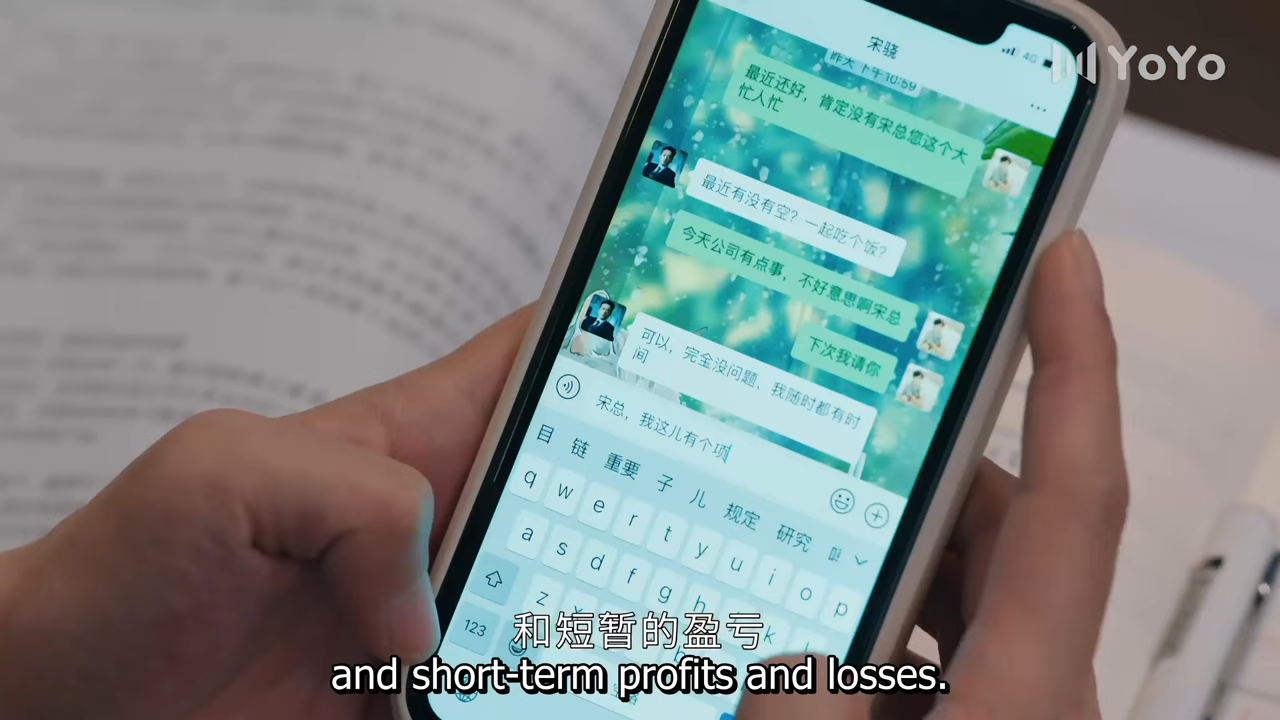 宋骁
4G
YoYo
昨天 下午10:59
最近还好，肯定没有宋总您这个大
忙人忙
最近有没有空？一起吃个饭？
今天公司有点事，不好意思啊宋总
下次我请你
可以，完全没问题，我随时都有时
间
宋总，我这儿有个项
目 链 重要 子 儿 规定 研究
q w e r t y u i o p
a s d f g h k l
z
123
和短暂的盈亏
and short-term profits and losses.